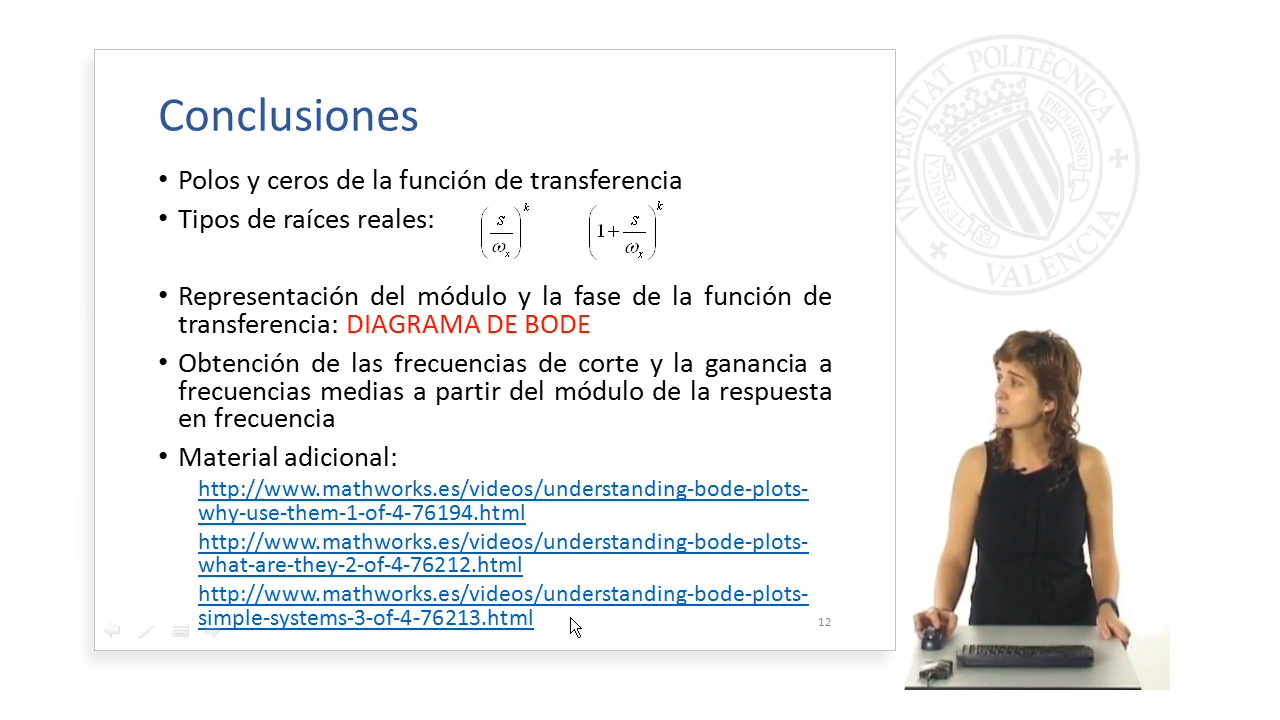 Conclusiones
• Polos y ceros de la función de transferencia
• Tipos de raíces reales: (s/ωx)^k (1+s/ωx)^k
• Representación del módulo y la fase de la función de
transferencia: DIAGRAMA DE BODE
• Obtención de las frecuencias de corte y la ganancia a
frecuencias medias a partir del módulo de la respuesta
en frecuencia
• Material adicional:
http://www.mathworks.es/videos/understanding-bode-plots-
why-use-them-1-of-4-76194.html
http://www.mathworks.es/videos/understanding-bode-plots-
what-are-they-2-of-4-76212.html
http://www.mathworks.es/videos/understanding-bode-plots-
simple-systems-3-of-4-76213.html
12
UNIVERSITAT POLITÈCNICA
VALÈNCIA